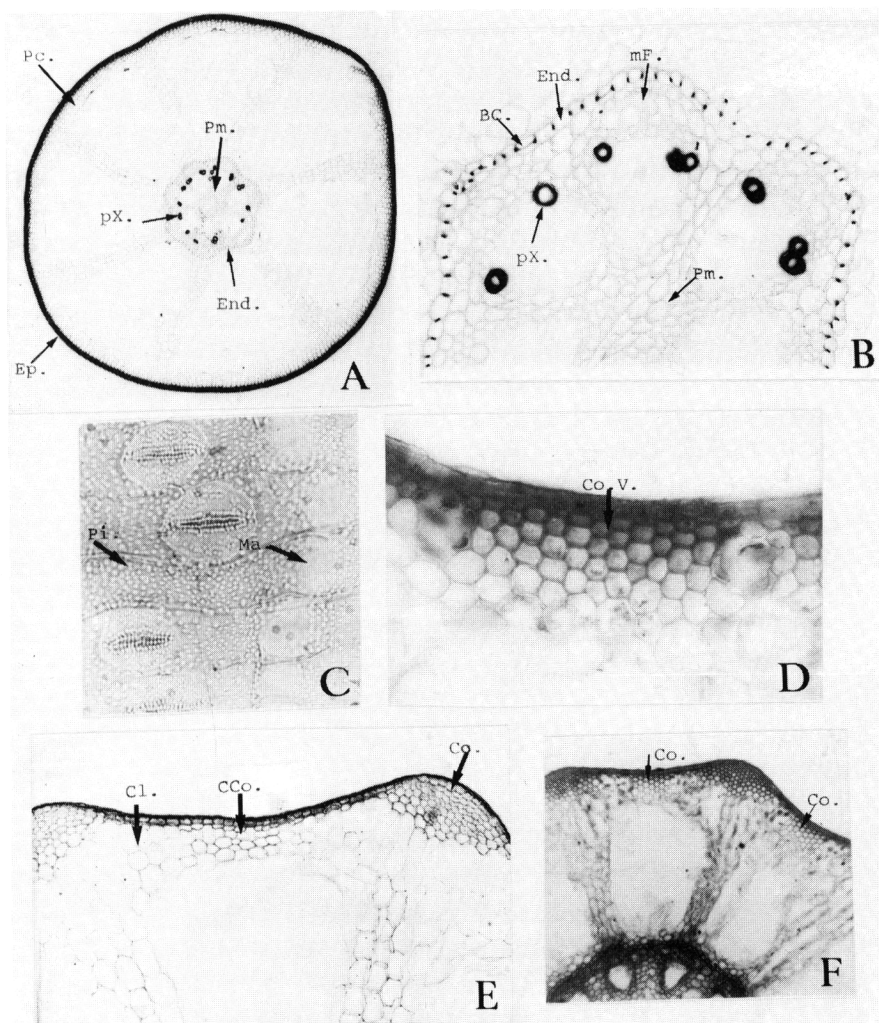 Pc.
Pm.
pX.
End.
Ep.
A
mF.
End.
BC.
pX.
Pm.
B
Pi.
Ma.
C
Co.V.
D
Co.
Cl.
CCo.
E
Co.
Co.
F